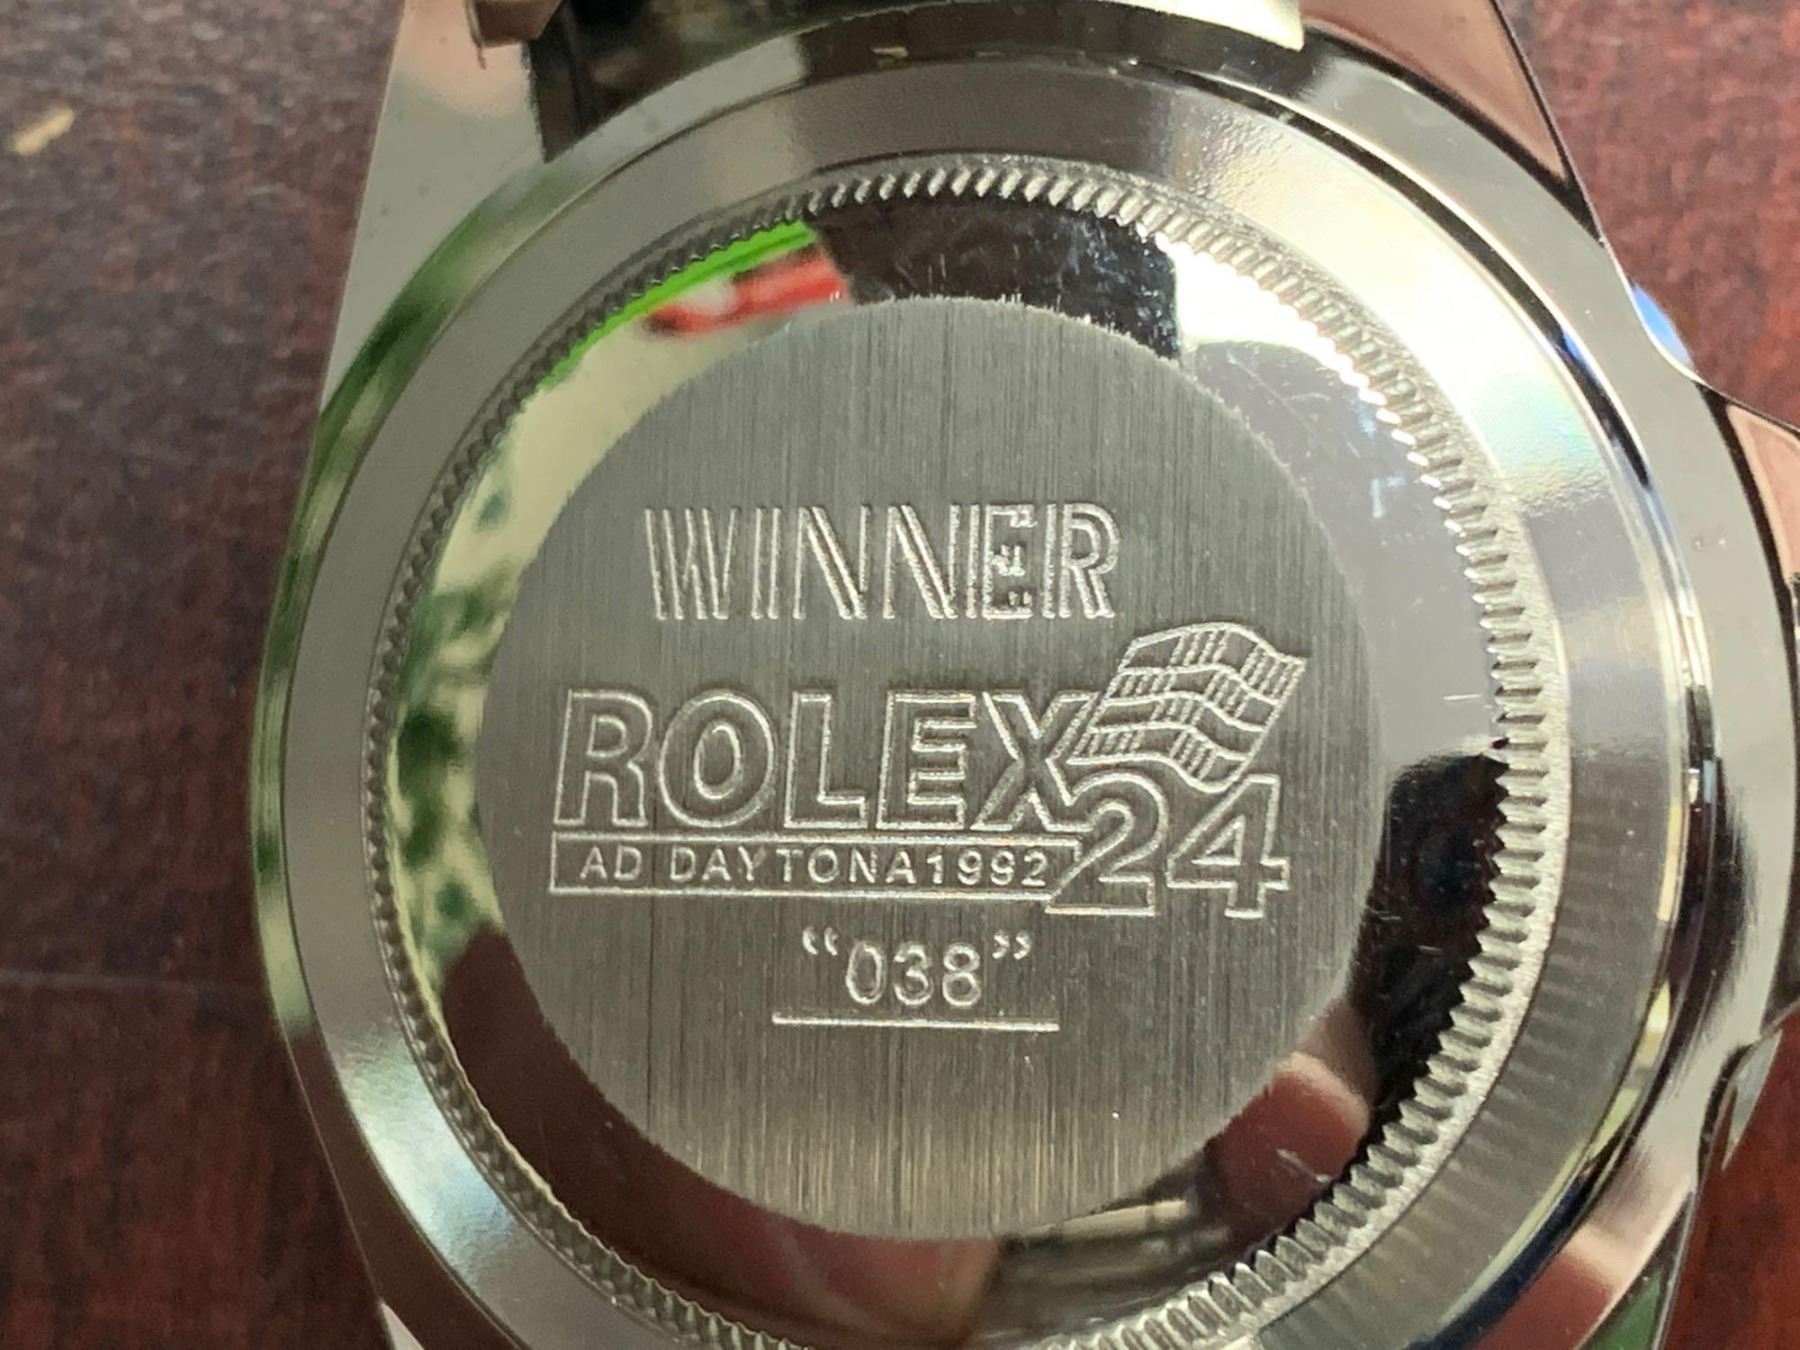 WINNER
ROLEX 24
AD DAYTONA1992
“038”